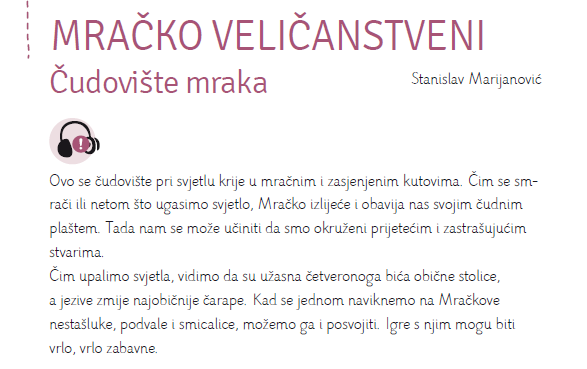 MRAČKO VELIČANSTVENI
Čudovište mraka
Stanislav Marijanović
Ovo se čudovište pri svjetlu krije u mračnim i zasjenjenim kutovima. Čim se sm-
rači ili netom što ugasimo svjetlo, Mračko izlijeće i obavija nas svojim čudnim
plaštem. Tada nam se može učiniti da smo okruženi prijetećim i zastrašujućim
stvarima.
Čim upalimo svjetla, vidimo da su užasna četveronoga bića obične stolice,
a jezive zmije najobičnije čarape. Kad se jednom naviknemo na Mračkove
nestašluke, podvale i smicalice, možemo ga i posvojiti. Igre s njim mogu biti
vrlo, vrlo zabavne.